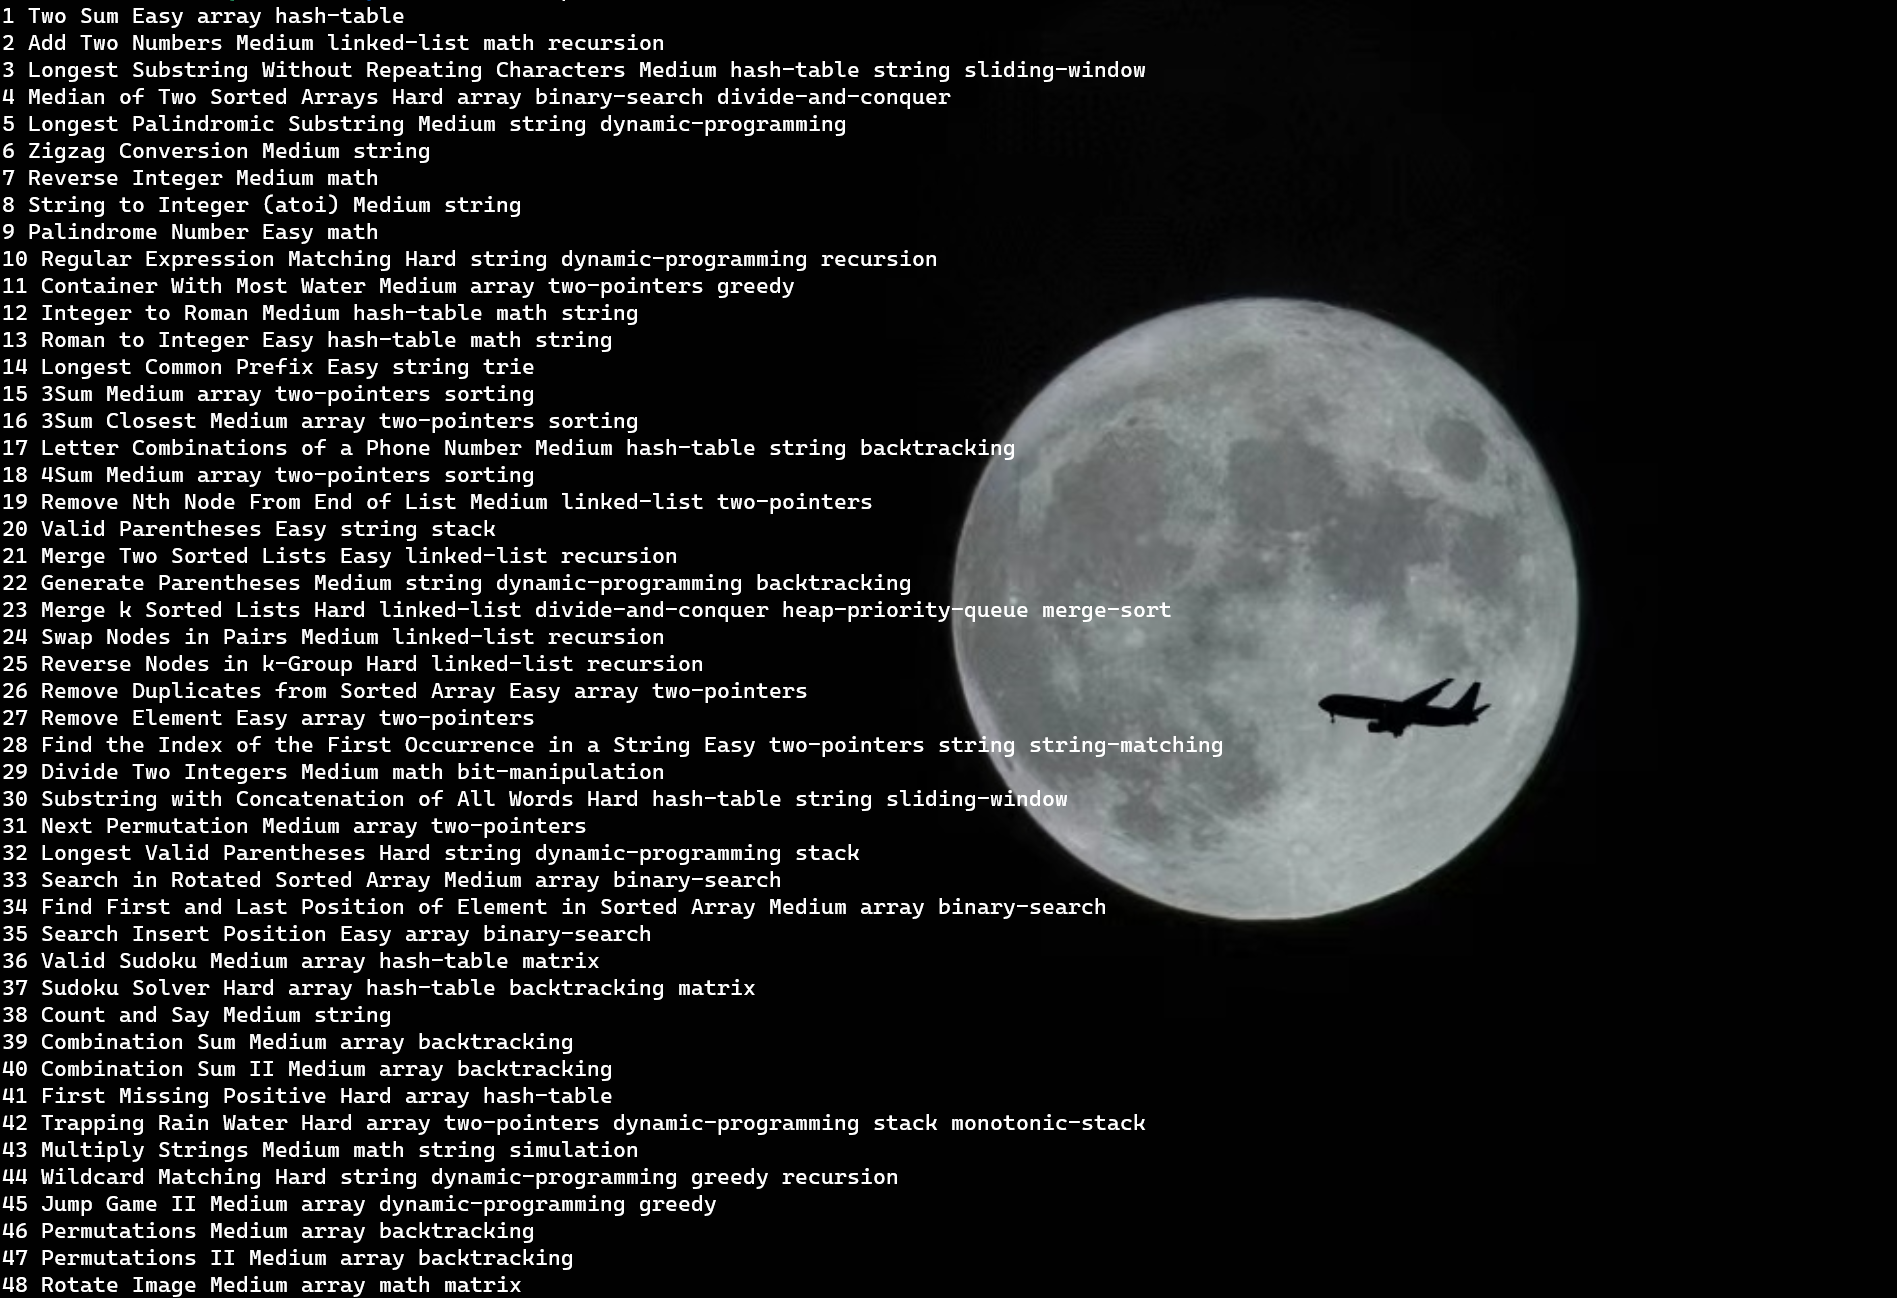 1 Two Sum Easy array hash-table
2 Add Two Numbers Medium linked-list math recursion
3 Longest Substring Without Repeating Characters Medium hash-table string sliding-window
4 Median of Two Sorted Arrays Hard array binary-search divide-and-conquer
5 Longest Palindromic Substring Medium string dynamic-programming
6 Zigzag Conversion Medium string
7 Reverse Integer Medium math
8 String to Integer (atoi) Medium string
9 Palindrome Number Easy math
10 Regular Expression Matching Hard string dynamic-programming recursion
11 Container With Most Water Medium array two-pointers greedy
12 Integer to Roman Medium hash-table math string
13 Roman to Integer Easy hash-table math string
14 Longest Common Prefix Easy string trie
15 3Sum Medium array two-pointers sorting
16 3Sum Closest Medium array two-pointers sorting
17 Letter Combinations of a Phone Number Medium hash-table string backtracking
18 4Sum Medium array two-pointers sorting
19 Remove Nth Node From End of List Medium linked-list two-pointers
20 Valid Parentheses Easy string stack
21 Merge Two Sorted Lists Easy linked-list recursion
22 Generate Parentheses Medium string dynamic-programming backtracking
23 Merge k Sorted Lists Hard linked-list divide-and-conquer heap-priority-queue merge-sort
24 Swap Nodes in Pairs Medium linked-list recursion
25 Reverse Nodes in k-Group Hard linked-list recursion
26 Remove Duplicates from Sorted Array Easy array two-pointers
27 Remove Element Easy array two-pointers
28 Find the Index of the First Occurrence in a String Easy two-pointers string string-matching
29 Divide Two Integers Medium math bit-manipulation
30 Substring with Concatenation of All Words Hard hash-table string sliding-window
31 Next Permutation Medium array two-pointers
32 Longest Valid Parentheses Hard string dynamic-programming stack
33 Search in Rotated Sorted Array Medium array binary-search
34 Find First and Last Position of Element in Sorted Array Medium array binary-search
35 Search Insert Position Easy array binary-search
36 Valid Sudoku Medium array hash-table matrix
37 Sudoku Solver Hard array hash-table backtracking matrix
38 Count and Say Medium string
39 Combination Sum Medium array backtracking
40 Combination Sum II Medium array backtracking
41 First Missing Positive Hard array hash-table
42 Trapping Rain Water Hard array two-pointers dynamic-programming stack monotonic-stack
43 Multiply Strings Medium math string simulation
44 Wildcard Matching Hard string dynamic-programming greedy recursion
45 Jump Game II Medium array dynamic-programming greedy
46 Permutations Medium array backtracking
47 Permutations II Medium array backtracking
48 Rotate Image Medium array math matrix